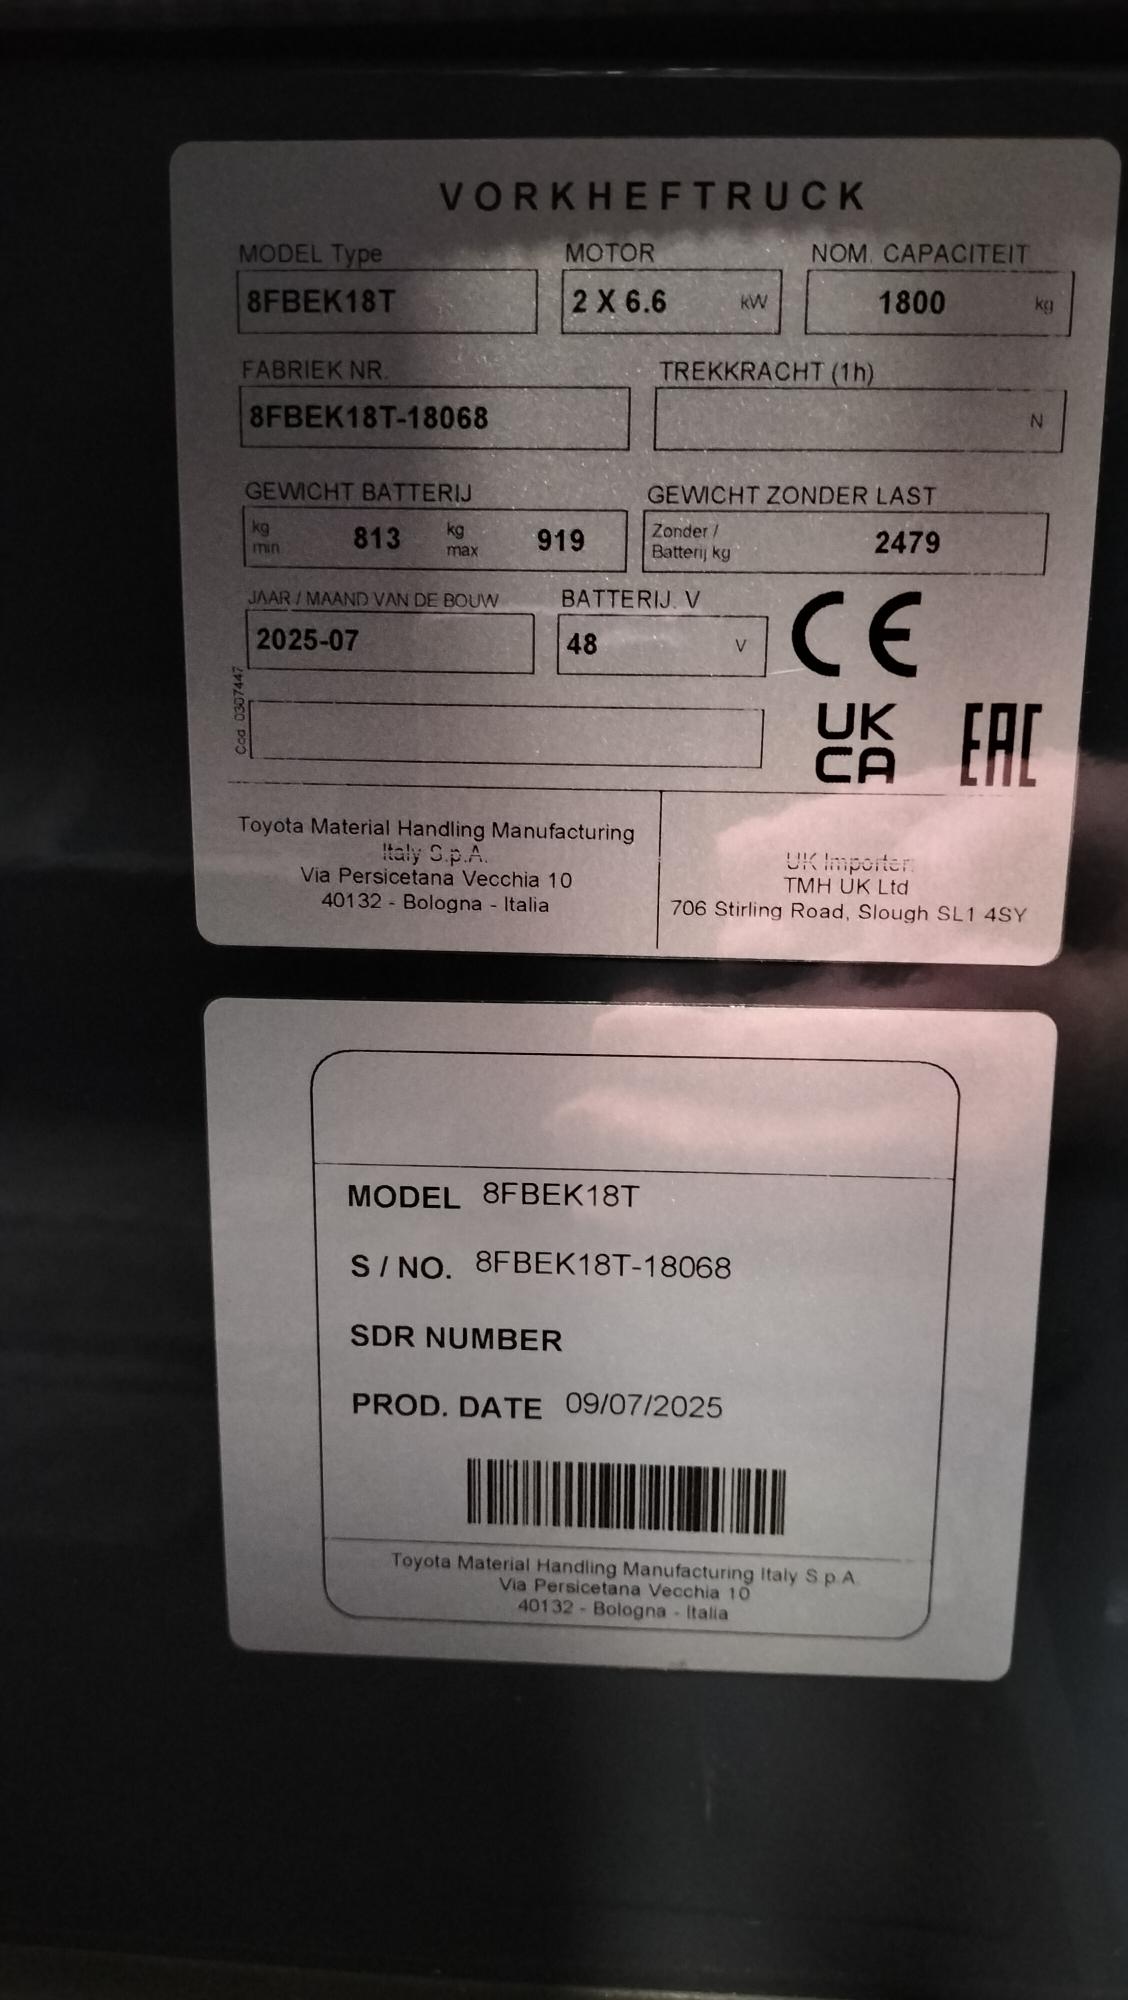 VORKHEFTRUCK
MODEL Type
MOTOR
NOM. CAPACITEIT
8FBEK18T
2 X 6.6 kW
1800 kg
FABRIEK NR.
TREKKRACHT (1h)
8FBEK18T-18068
N
GEWICHT BATTERIJ
GEWICHT ZONDER LAST
kg min 813 kg max 919
Zonder / Batterij kg 2479
JAAR / MAAND VAN DE BOUW
BATTERIJ. V
2025-07
48 V
CE
Cod. 0307447
UK
CA
EAC
Toyota Material Handling Manufacturing
Italy S.p.A.
Via Persicetana Vecchia 10
40132 - Bologna - Italia
UK Importer:
TMH UK Ltd
706 Stirling Road, Slough SL1 4SY
MODEL 8FBEK18T
S / NO. 8FBEK18T-18068
SDR NUMBER
PROD. DATE 09/07/2025
Toyota Material Handling Manufacturing Italy S.p.A.
Via Persicetana Vecchia 10
40132 - Bologna - Italia